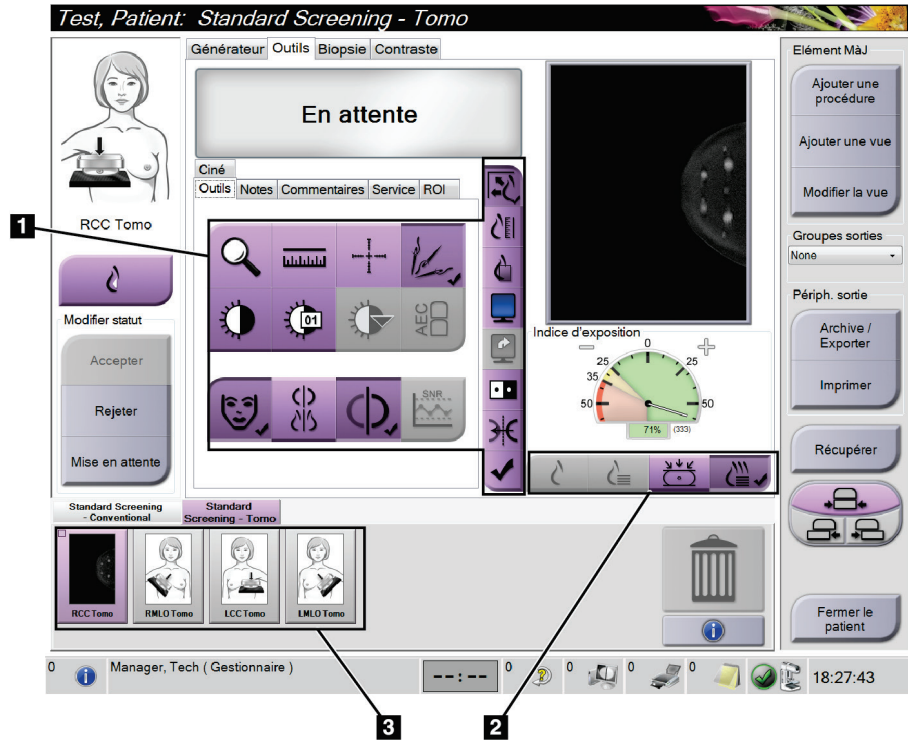 Test, Patient: Standard Screening - Tomo
Générateur Outils Biopsie Contraste
En attente
Ciné
Outils Notes Commentaires Service ROI
RCC Tomo
1
Modifier statut
Accepter
Rejeter
Mise en attente
01
AEC
SNR
Indice d'exposition
0
25
25
35
50
50
71% (333)
Elément MàJ
Ajouter une
procédure
Ajouter une vue
Modifier la vue
Groupes sorties
None
Périph. sortie
Archive /
Exporter
Imprimer
Récupérer
Fermer le
patient
Standard Screening
- Conventional
Standard
Screening - Tomo
RCC Tomo
RMLO Tomo
LCC Tomo
LMLO Tomo
0
Manager, Tech ( Gestionnaire )
--:--
0
0
0
0
18:27:43
3
2